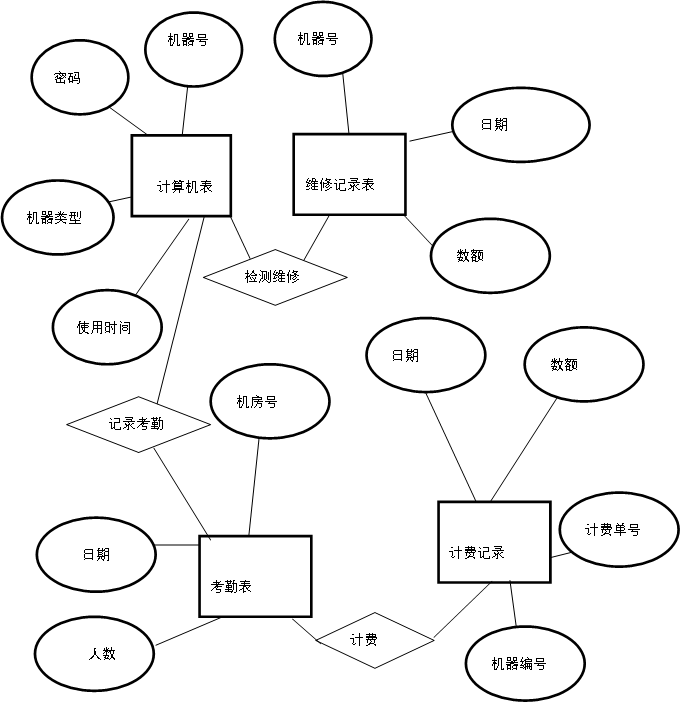 机器号
机器号
密码
日期
计算机表
维修记录表
机器类型
数额
检测维修
使用时间
日期
数额
机房号
记录考勤
计费单号
日期
计费记录
考勤表
计费
人数
机器编号